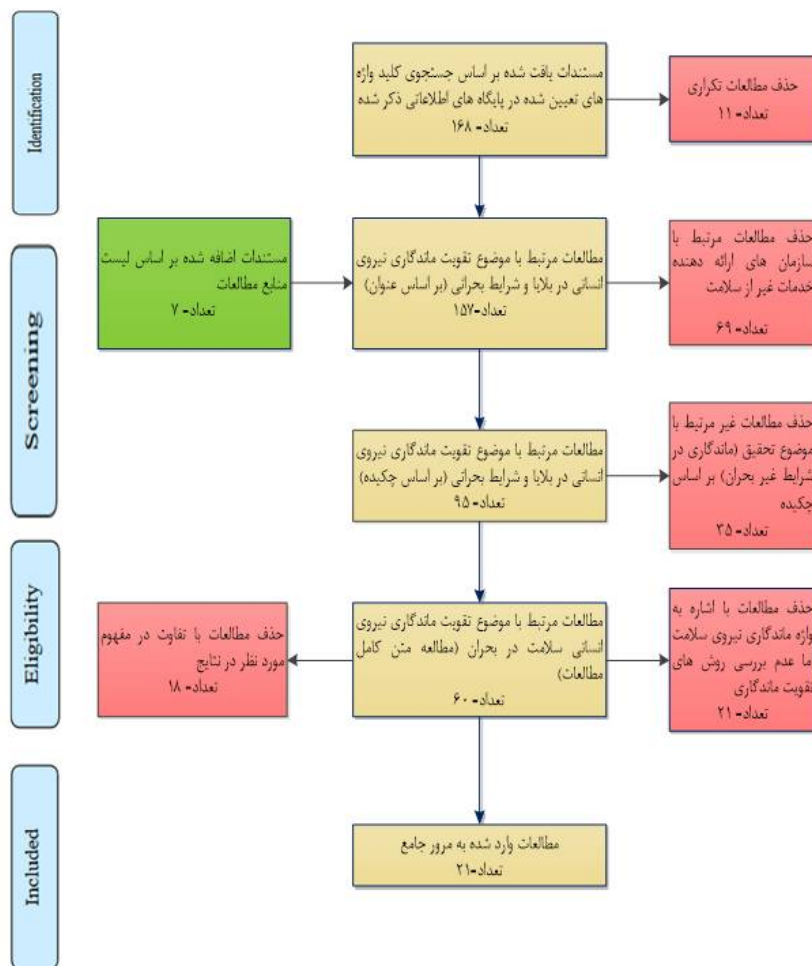 Identification
مستندات یافت شده بر اساس جستجوی کلید واژه
های تعیین شده در پایگاه های اطلاعاتی ذکر شده
تعداد= ۱۶۸
حذف مطالعات تکراری
تعداد= ۱۱
Screening
مستندات اضافه شده بر اساس لیست
منابع مطالعات
تعداد= ۷
مطالعات مرتبط با موضوع تقویت ماندگاری نیروی
انسانی در بلایا و شرایط بحرانی (بر اساس عنوان)
تعداد=۱۵۷
حذف مطالعات مرتبط با
سازمان های ارائه دهنده
خدمات غیر از سلامت
تعداد= ۶۹
مطالعات مرتبط با موضوع تقویت ماندگاری نیروی
انسانی در بلایا و شرایط بحرانی (بر اساس چکیده)
تعداد= ۹۵
حذف مطالعات غیر مرتبط با
موضوع تحقیق (ماندگاری در
شرایط غیر بحران) بر اساس
چکیده
تعداد= ۳۵
Eligibility
حذف مطالعات با تفاوت در مفهوم
مورد نظر در نتایج
تعداد= ۱۸
مطالعات مرتبط با موضوع تقویت ماندگاری نیروی
انسانی سلامت در بحران (مطالعه متن کامل
مطالعات)
تعداد= ۶۰
حذف مطالعات با اشاره به
واژه ماندگاری نیروی سلامت
ما عدم بررسی روش های
تقویت ماندگاری
تعداد= ۲۱
Included
مطالعات وارد شده به مرور جامع
تعداد=۲۱